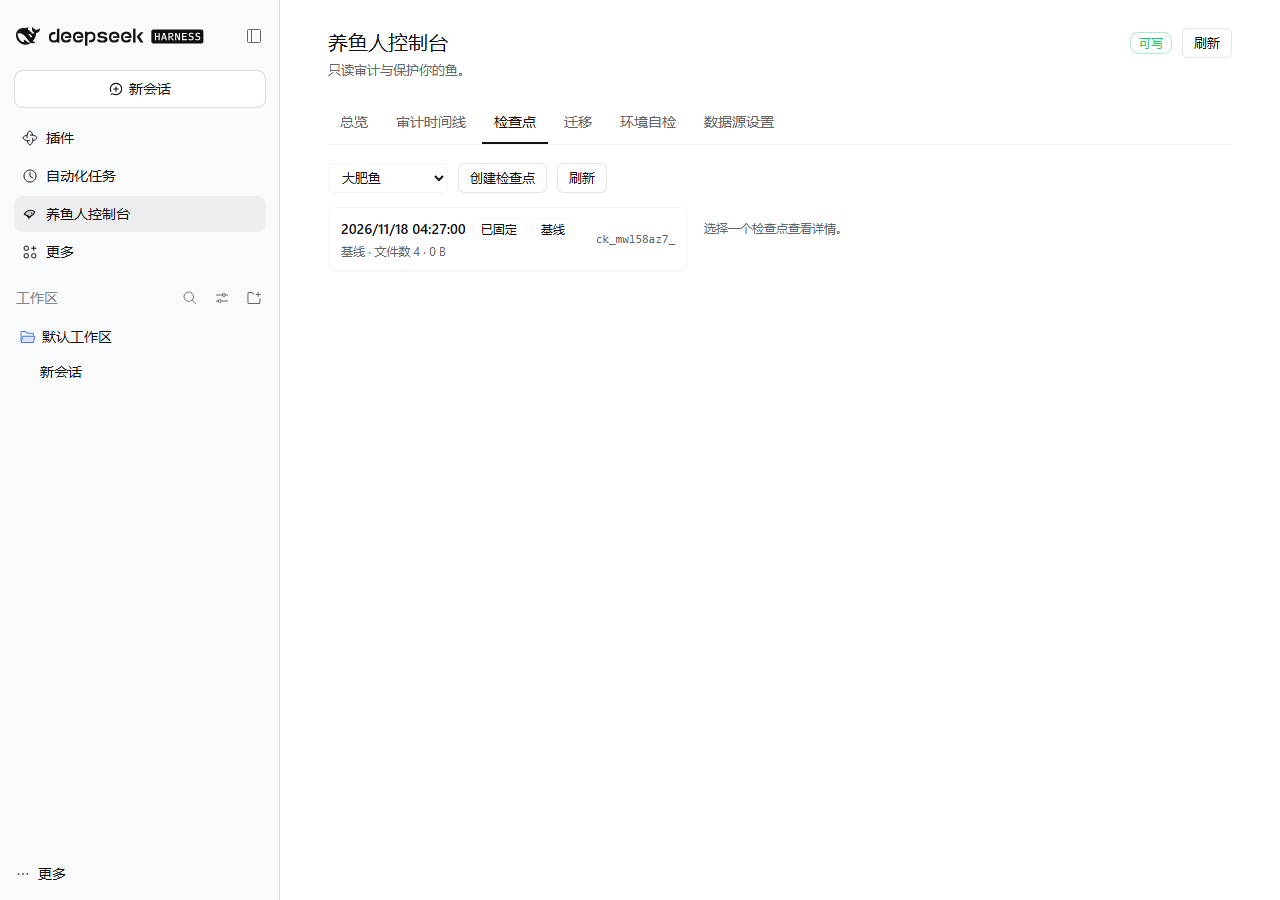 deepseek HARNESS
新会话
插件
自动化任务
养鱼人控制台
更多
工作区
默认工作区
新会话
更多
养鱼人控制台
只读审计与保护你的鱼。
可写
刷新
总览 审计时间线 检查点 迁移 环境自检 数据源设置
大肥鱼 创建检查点 刷新
2026/11/18 04:27:00 已固定 基线
ck_mwl58az7_
基线 · 文件数 4 · 0 B
选择一个检查点查看详情。